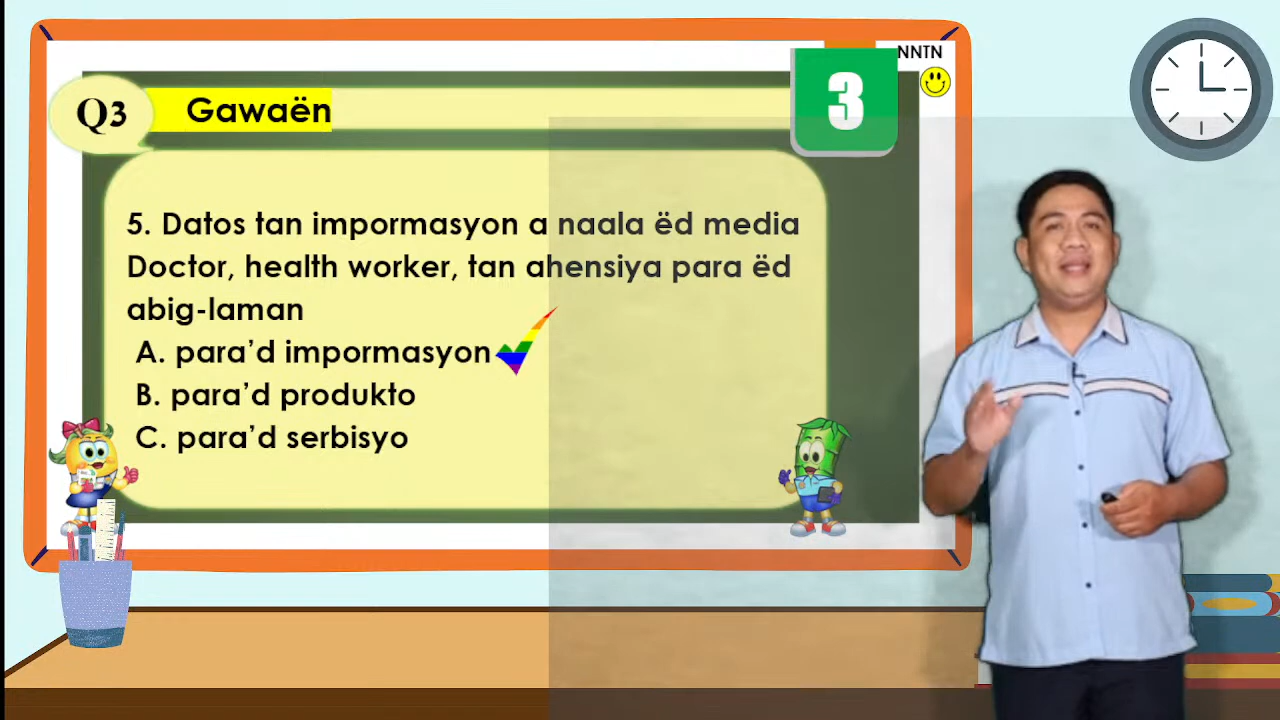 NNTN
Q3
Gawaën
3
5. Datos tan impormasyon a naala ëd media
Doctor, health worker, tan ahensiya para ëd
abig-laman
A. para’d impormasyon
B. para’d produkto
C. para’d serbisyo